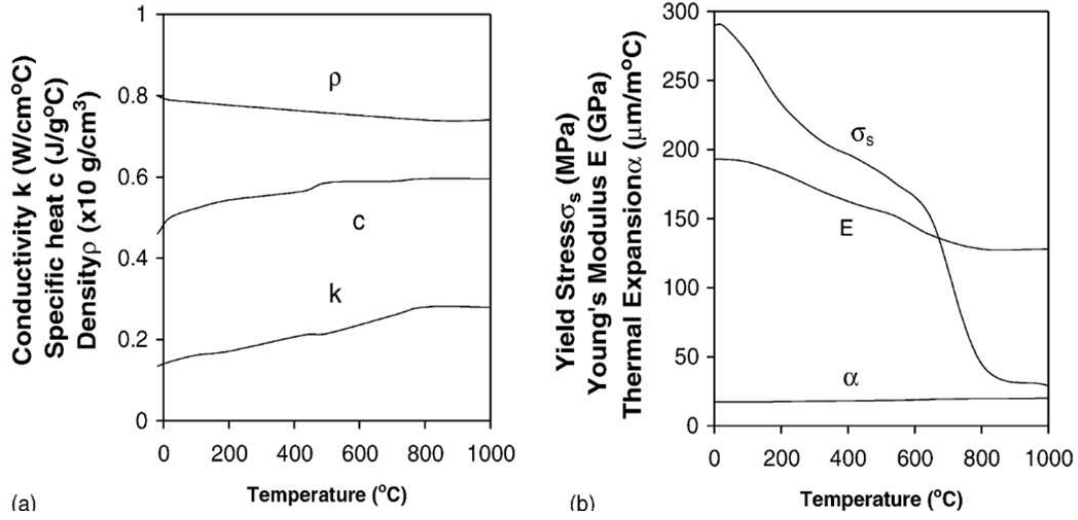 Conductivity k (W/cm°C)
Specific heat c (J/g°C)
Densityρ (x10 g/cm³)
1
0.8
0.6
0.4
0.2
0
ρ
c
k
0 200 400 600 800 1000
Temperature (°C)
(a)
Yield Stressσs (MPa)
Young's Modulus E (GPa)
Thermal Expansionα (μm/m°C)
300
250
200
150
100
50
0
σs
E
α
0 200 400 600 800 1000
Temperature (°C)
(b)